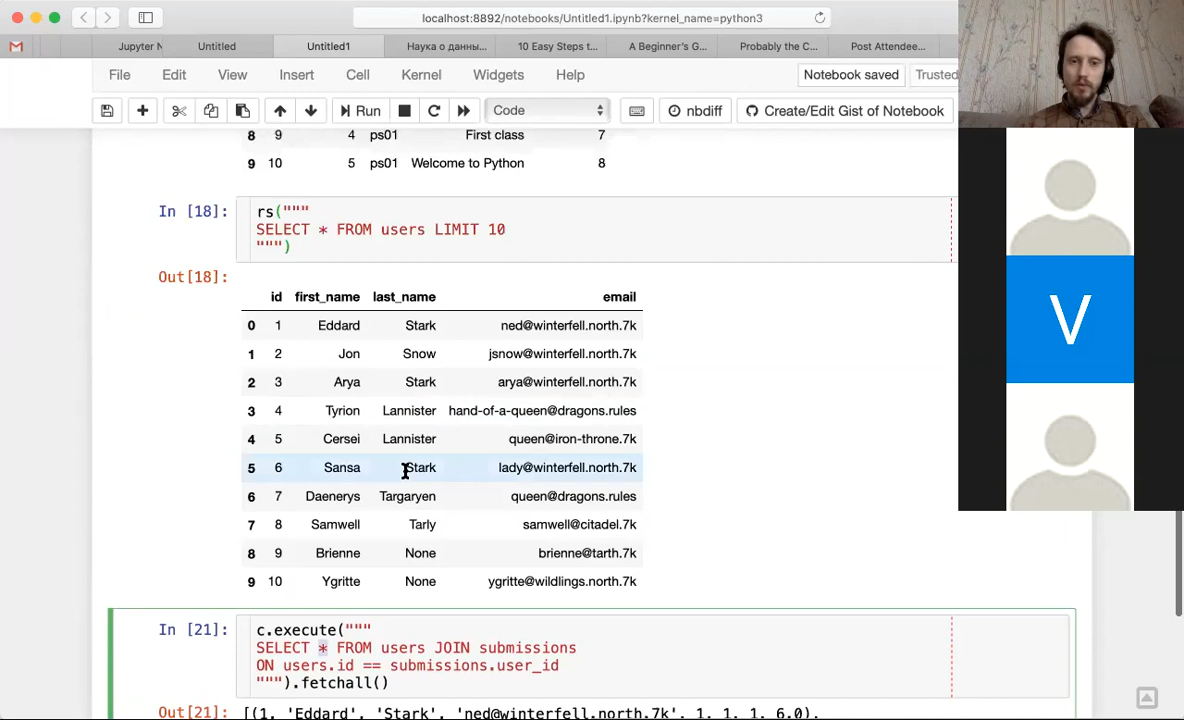 localhost:8892/notebooks/Untitled1.ipynb?kernel_name=python3
Jupyter N Untitled Untitled1 Наука о данны... 10 Easy Steps t... A Beginner's G... Probably the C... Post Attendee...
File Edit View Insert Cell Kernel Widgets Help Notebook saved Trusted
Run Code nbdiff Create/Edit Gist of Notebook
8 9 4 ps01 First class 7
9 10 5 ps01 Welcome to Python 8
In [18]: rs("""
SELECT * FROM users LIMIT 10
""")
Out[18]:
id first_name last_name email
0 1 Eddard Stark ned@winterfell.north.7k
1 2 Jon Snow jsnow@winterfell.north.7k
2 3 Arya Stark arya@winterfell.north.7k
3 4 Tyrion Lannister hand-of-a-queen@dragons.rules
4 5 Cersei Lannister queen@iron-throne.7k
5 6 Sansa Stark lady@winterfell.north.7k
6 7 Daenerys Targaryen queen@dragons.rules
7 8 Samwell Tarly samwell@citadel.7k
8 9 Brienne None brienne@tarth.7k
9 10 Ygritte None ygritte@wildlings.north.7k
In [21]: c.execute("""
SELECT * FROM users JOIN submissions
ON users.id == submissions.user_id
""").fetchall()
Out[21]: [(1, 'Eddard', 'Stark', 'ned@winterfell.north.7k', 1, 1, 1, 6.0),
V